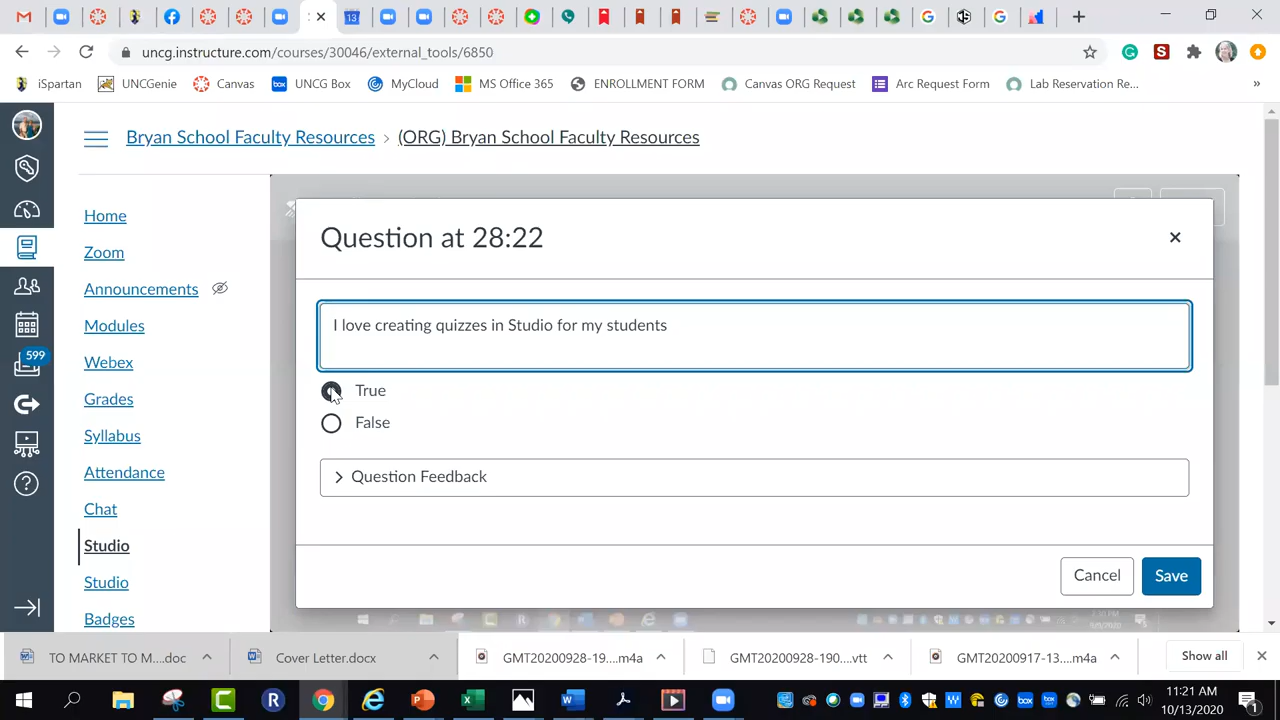 uncg.instructure.com/courses/30046/external_tools/6850
iSpartan
UNCGenie
Canvas
box
UNCG Box
MyCloud
MS Office 365
ENROLLMENT FORM
Canvas ORG Request
Arc Request Form
Lab Reservation Re...
»
Bryan School Faculty Resources > (ORG) Bryan School Faculty Resources
Home
Zoom
Announcements
Modules
Webex
Grades
Syllabus
Attendance
Chat
Studio
Studio
Badges
599
Question at 28:22
I love creating quizzes in Studio for my students
True
False
Question Feedback
Cancel
Save
TO MARKET TO M....doc
Cover Letter.docx
GMT20200928-19....m4a
GMT20200928-190....vtt
GMT20200917-13....m4a
Show all
11:21 AM
10/13/2020